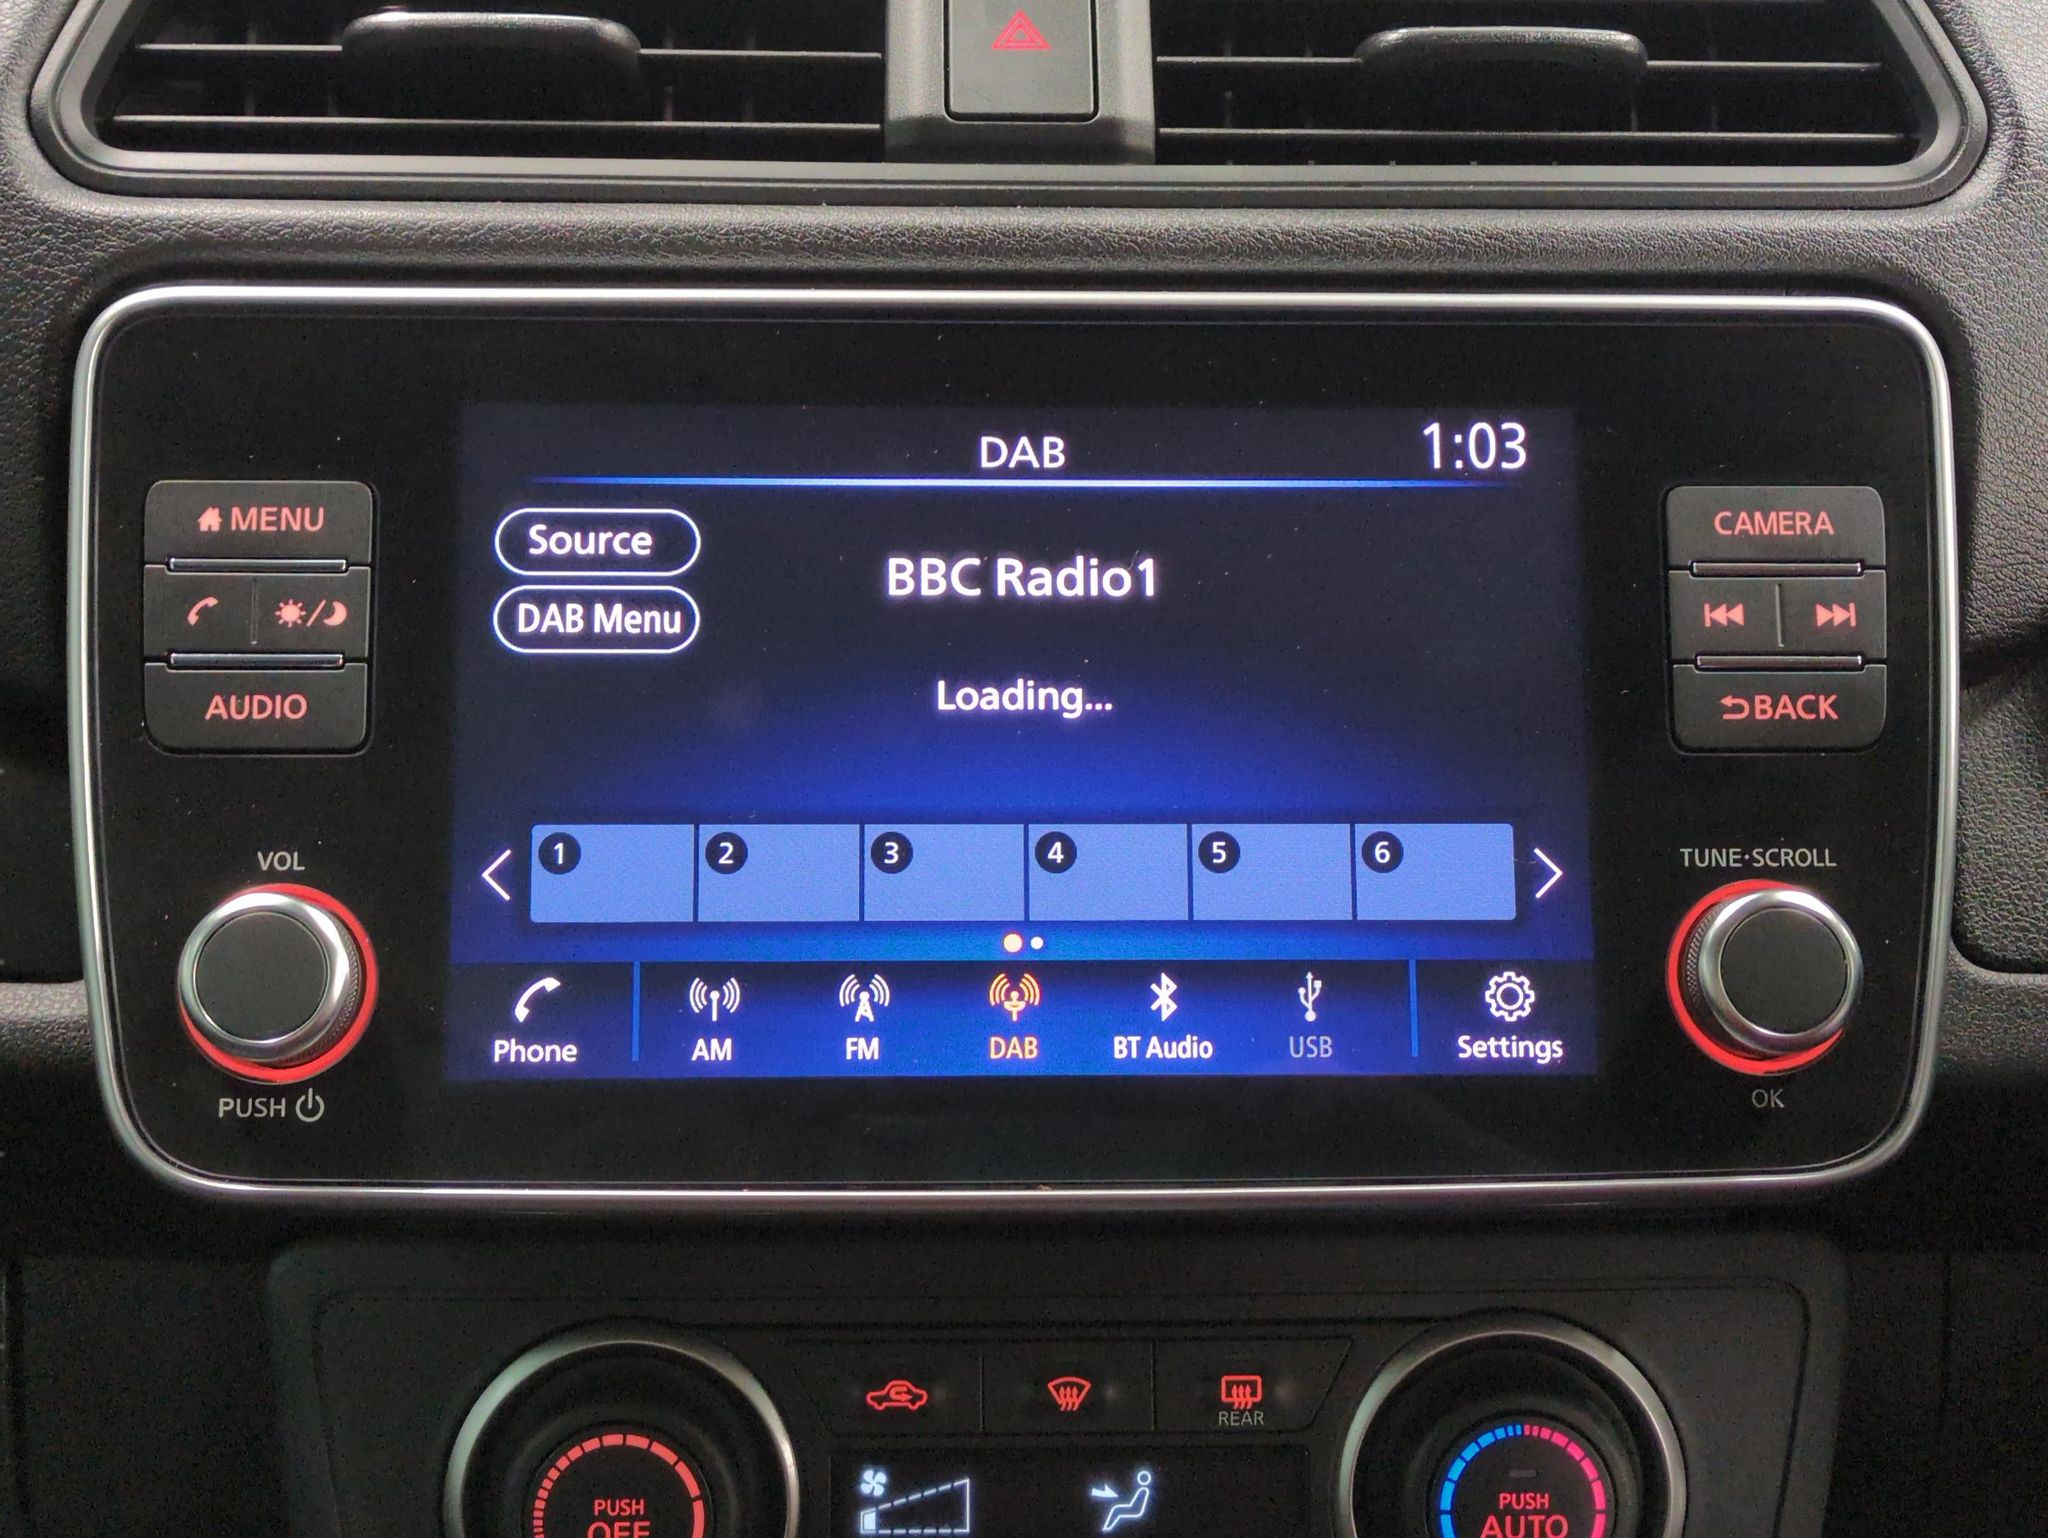 DAB
1:03
MENU
Source
CAMERA
BBC Radio1
DAB Menu
AUDIO
Loading...
BACK
VOL
1
2
3
4
5
6
TUNE·SCROLL
Phone
AM
FM
DAB
BT Audio
USB
Settings
PUSH
OK
REAR
PUSH
OFF
PUSH
AUTO